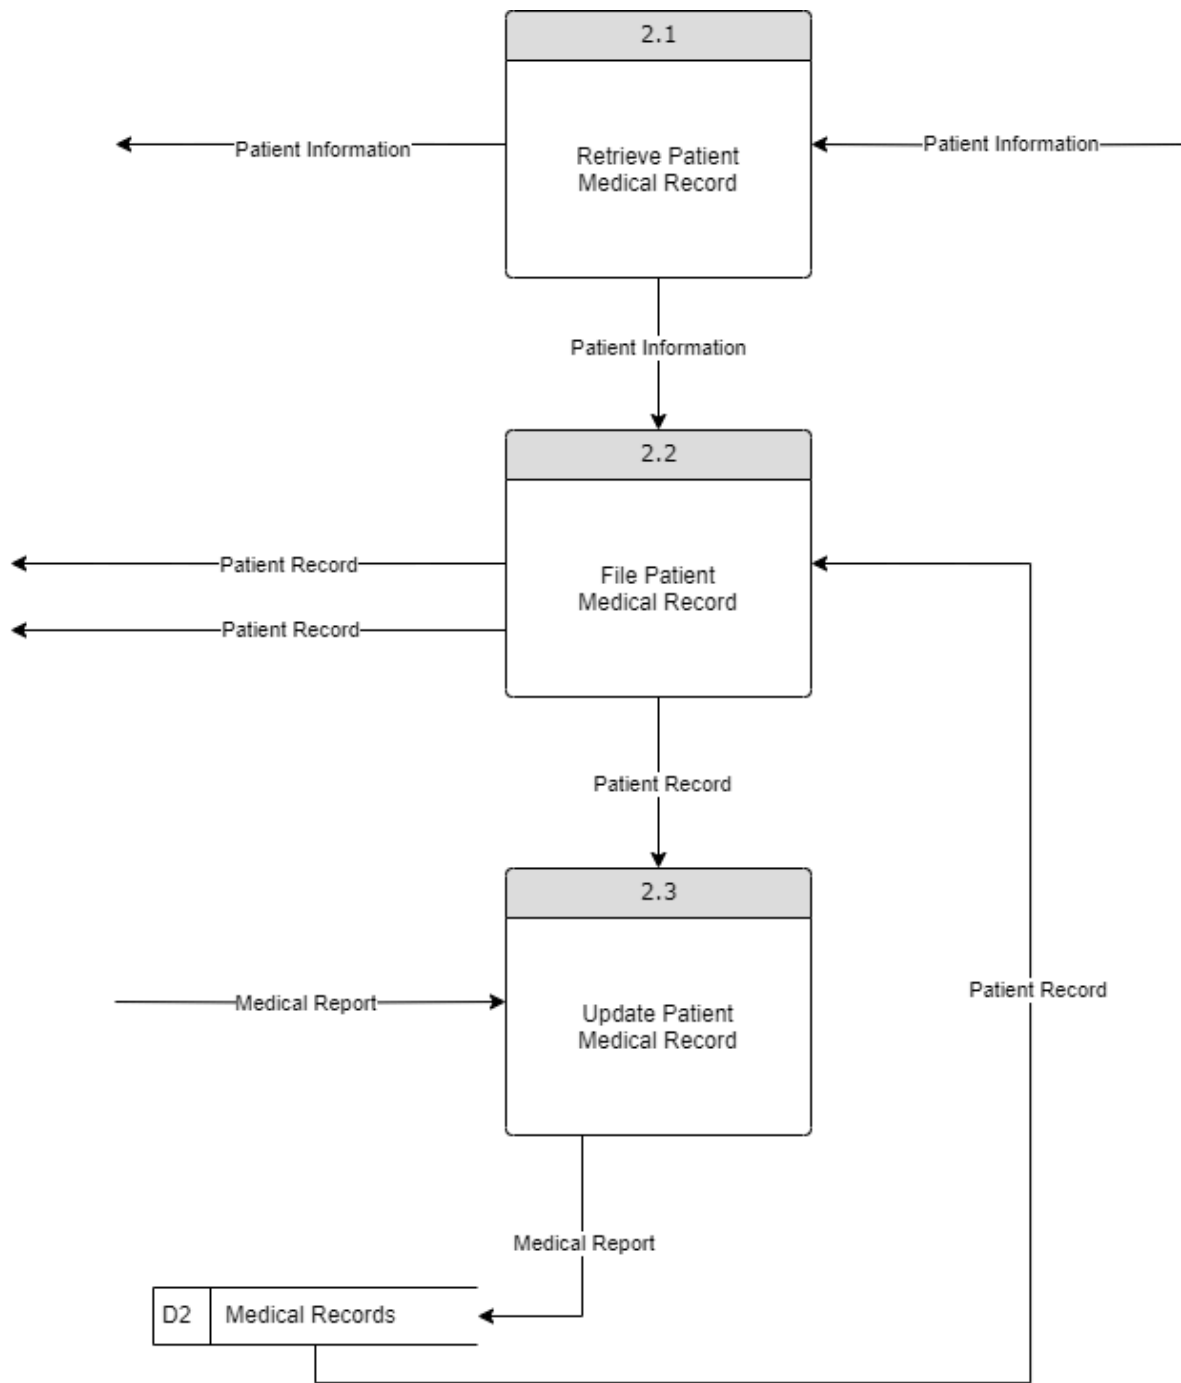 2.1
Patient Information
Retrieve Patient
Medical Record
Patient Information
Patient Information
2.2
Patient Record
File Patient
Medical Record
Patient Record
Patient Record
2.3
Medical Report
Update Patient
Medical Record
Patient Record
Medical Report
D2
Medical Records